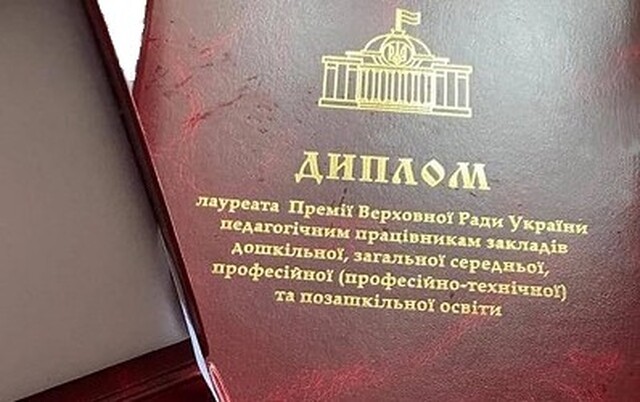 ДИПЛОМ
лауреата Премії Верховної Ради України
педагогічним працівникам закладів
дошкільної, загальної середньої,
професійної (професійно-технічної)
та позашкільної освіти